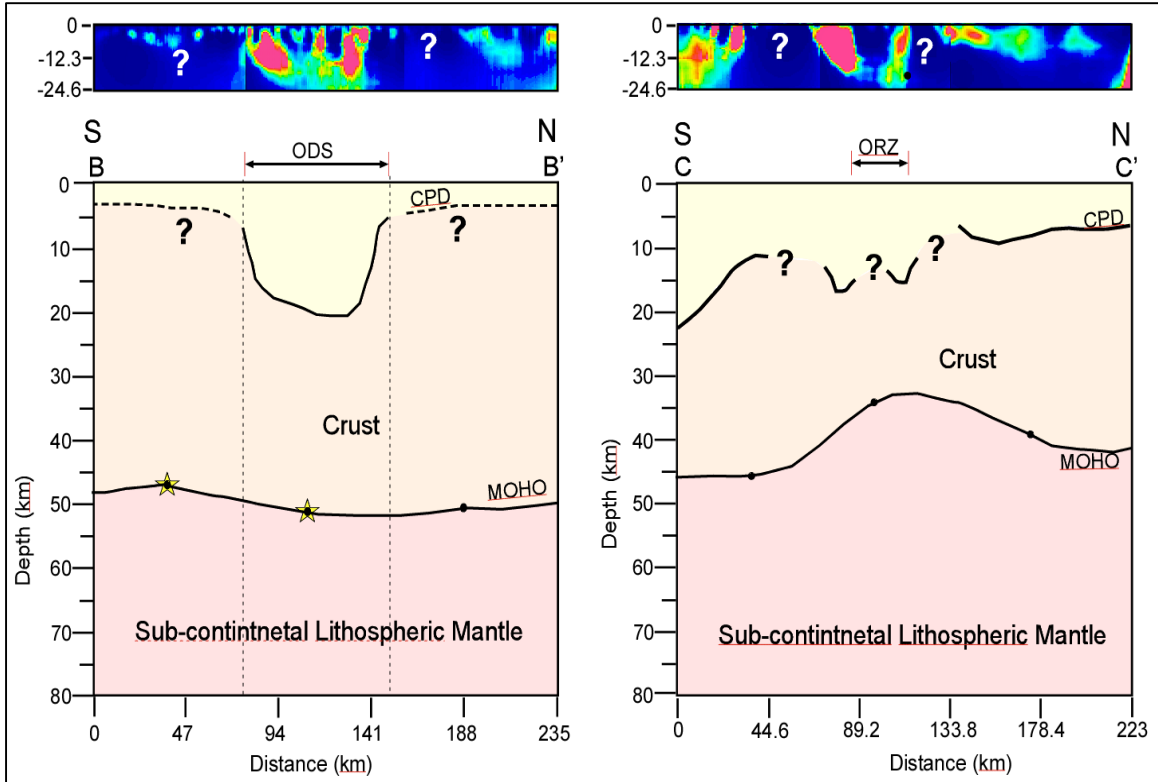 0
-12.3
-24.6
?
?
S
N
B
B'
ODS
CPD
?
?
Crust
MOHO
Sub-contintnetal Lithospheric Mantle
0
10
20
30
40
50
60
70
80
Depth (km)
0
47
94
141
188
235
Distance (km)
0
-12.3
-24.6
?
?
S
N
C
C'
ORZ
CPD
?
?
?
Crust
MOHO
Sub-contintnetal Lithospheric Mantle
0
10
20
30
40
50
60
70
80
Depth (km)
0
44.6
89.2
133.8
178.4
223
Distance (km)